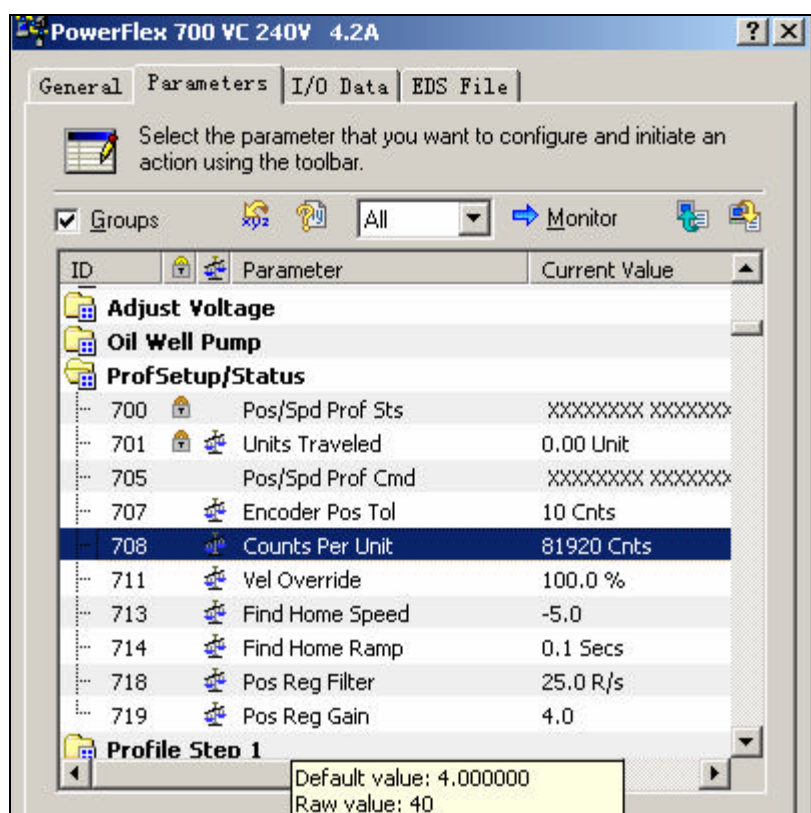 PowerFlex 700 VC 240V 4.2A
General Parameters I/O Data EDS File
Select the parameter that you want to configure and initiate an
action using the toolbar.
Groups xyz All Monitor
ID Parameter Current Value
Adjust Voltage
Oil Well Pump
ProfSetup/Status
700 Pos/Spd Prof Sts XXXXXXXX XXXXXXX
701 Units Traveled 0.00 Unit
705 Pos/Spd Prof Cmd XXXXXXXX XXXXXXX
707 Encoder Pos Tol 10 Cnts
708 Counts Per Unit 81920 Cnts
711 Vel Override 100.0 %
713 Find Home Speed -5.0
714 Find Home Ramp 0.1 Secs
718 Pos Reg Filter 25.0 R/s
719 Pos Reg Gain 4.0
Profile Step 1
Default value: 4.000000
Raw value: 40